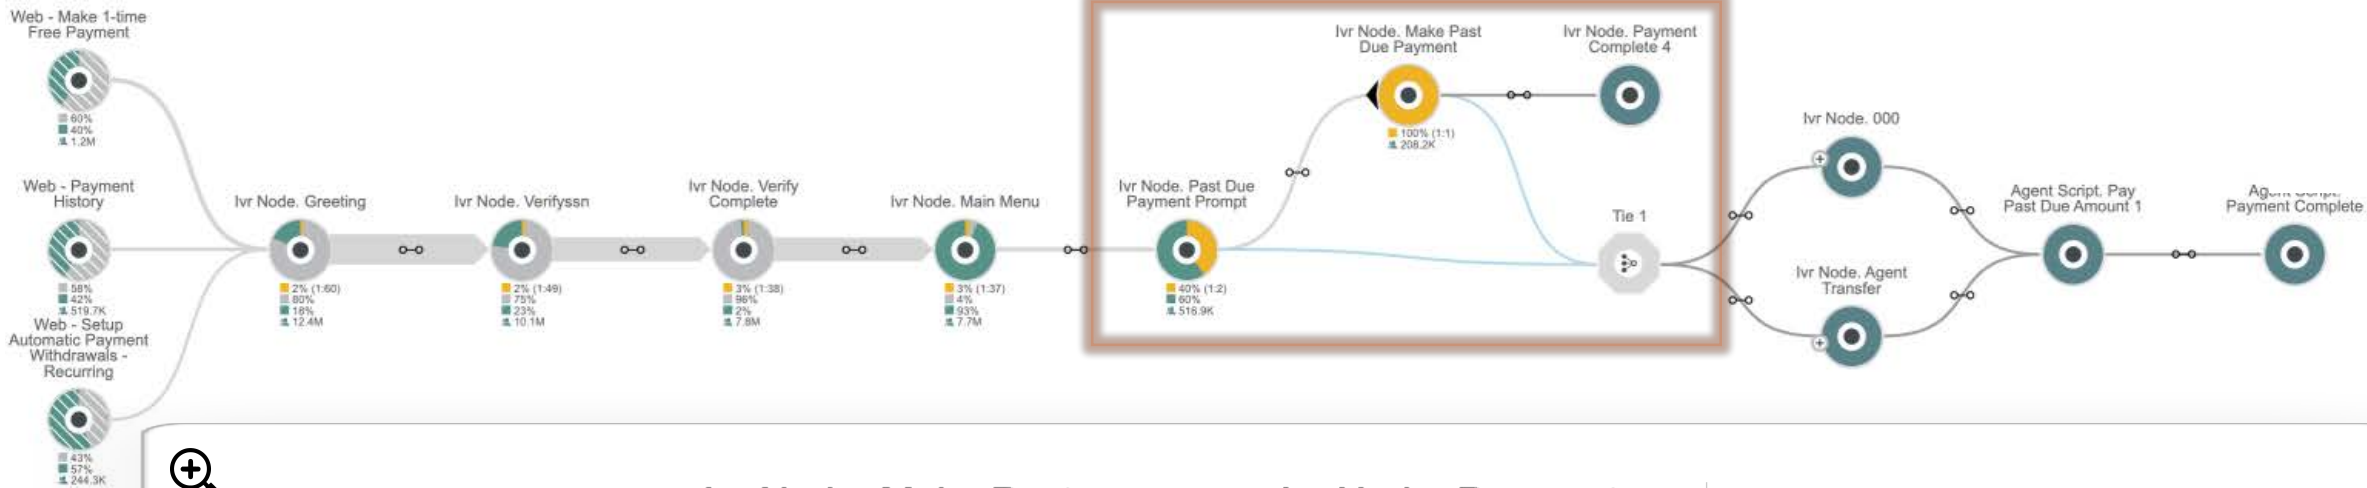 Web - Make 1-time
Free Payment
60%
40%
1.2M
Web - Payment
History
58%
42%
519.7K
Web - Setup
Automatic Payment
Withdrawals -
Recurring
43%
57%
244.3K
Ivr Node. Greeting
2% (1:60)
80%
18%
12.4M
Ivr Node. Verifyssn
2% (1:49)
75%
23%
10.1M
Ivr Node. Verify
Complete
3% (1:38)
96%
2%
7.8M
Ivr Node. Main Menu
3% (1:37)
4%
93%
7.7M
Ivr Node. Past Due
Payment Prompt
40% (1:2)
60%
516.9K
Ivr Node. Make Past
Due Payment
100% (1:1)
208.2K
Ivr Node. Payment
Complete 4
Tie 1
Ivr Node. 000
Ivr Node. Agent
Transfer
Agent Script. Pay
Past Due Amount 1
Agent Script.
Payment Complete